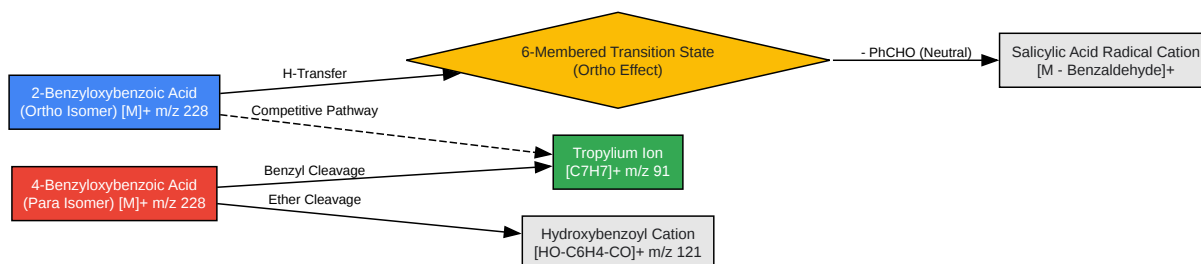 6-Membered Transition State
(Ortho Effect)
- PhCHO (Neutral)
Salicylic Acid Radical Cation
[M - Benzaldehyde]+
H-Transfer
2-Benzyloxybenzoic Acid
(Ortho Isomer) [M]+ m/z 228
Competitive Pathway
Tropylium Ion
[C7H7]+ m/z 91
Benzyl Cleavage
4-Benzyloxybenzoic Acid
(Para Isomer) [M]+ m/z 228
Ether Cleavage
Hydroxybenzoyl Cation
[HO-C6H4-CO]+ m/z 121